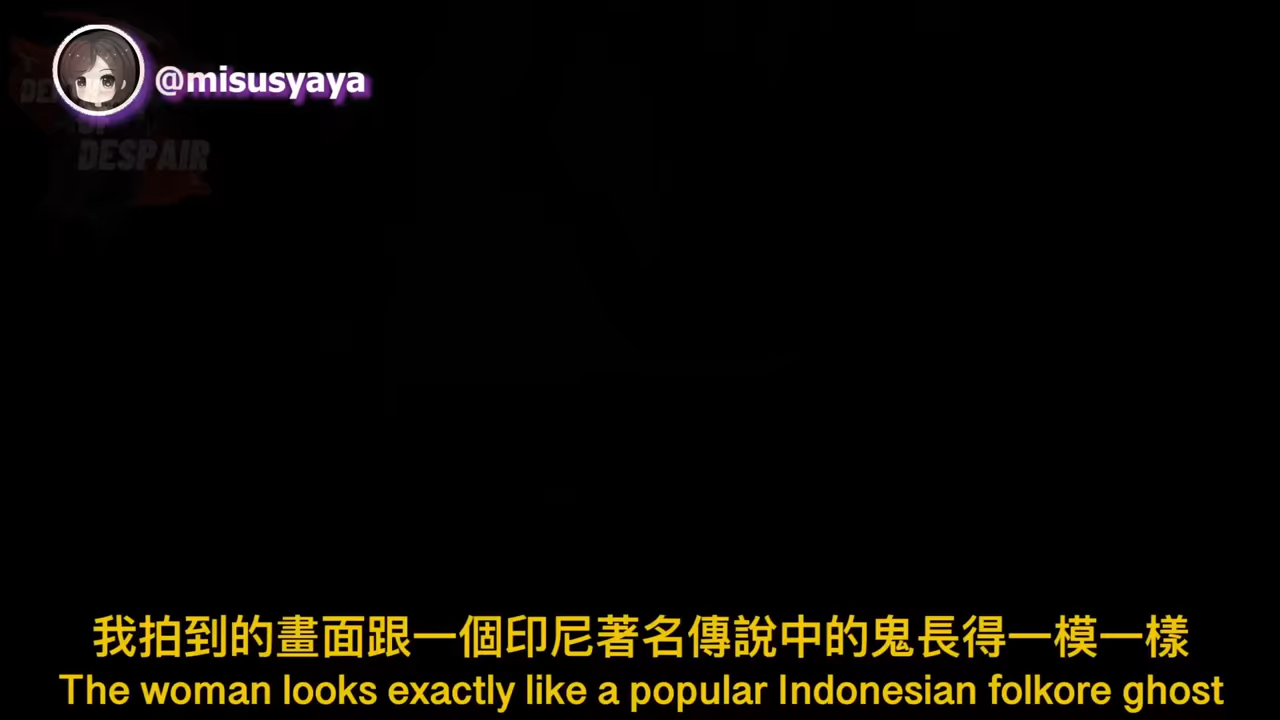 @misusyaya
DESPAIR
我拍到的畫面跟一個印尼著名傳說中的鬼長得一模一樣
The woman looks exactly like a popular Indonesian folkore ghost